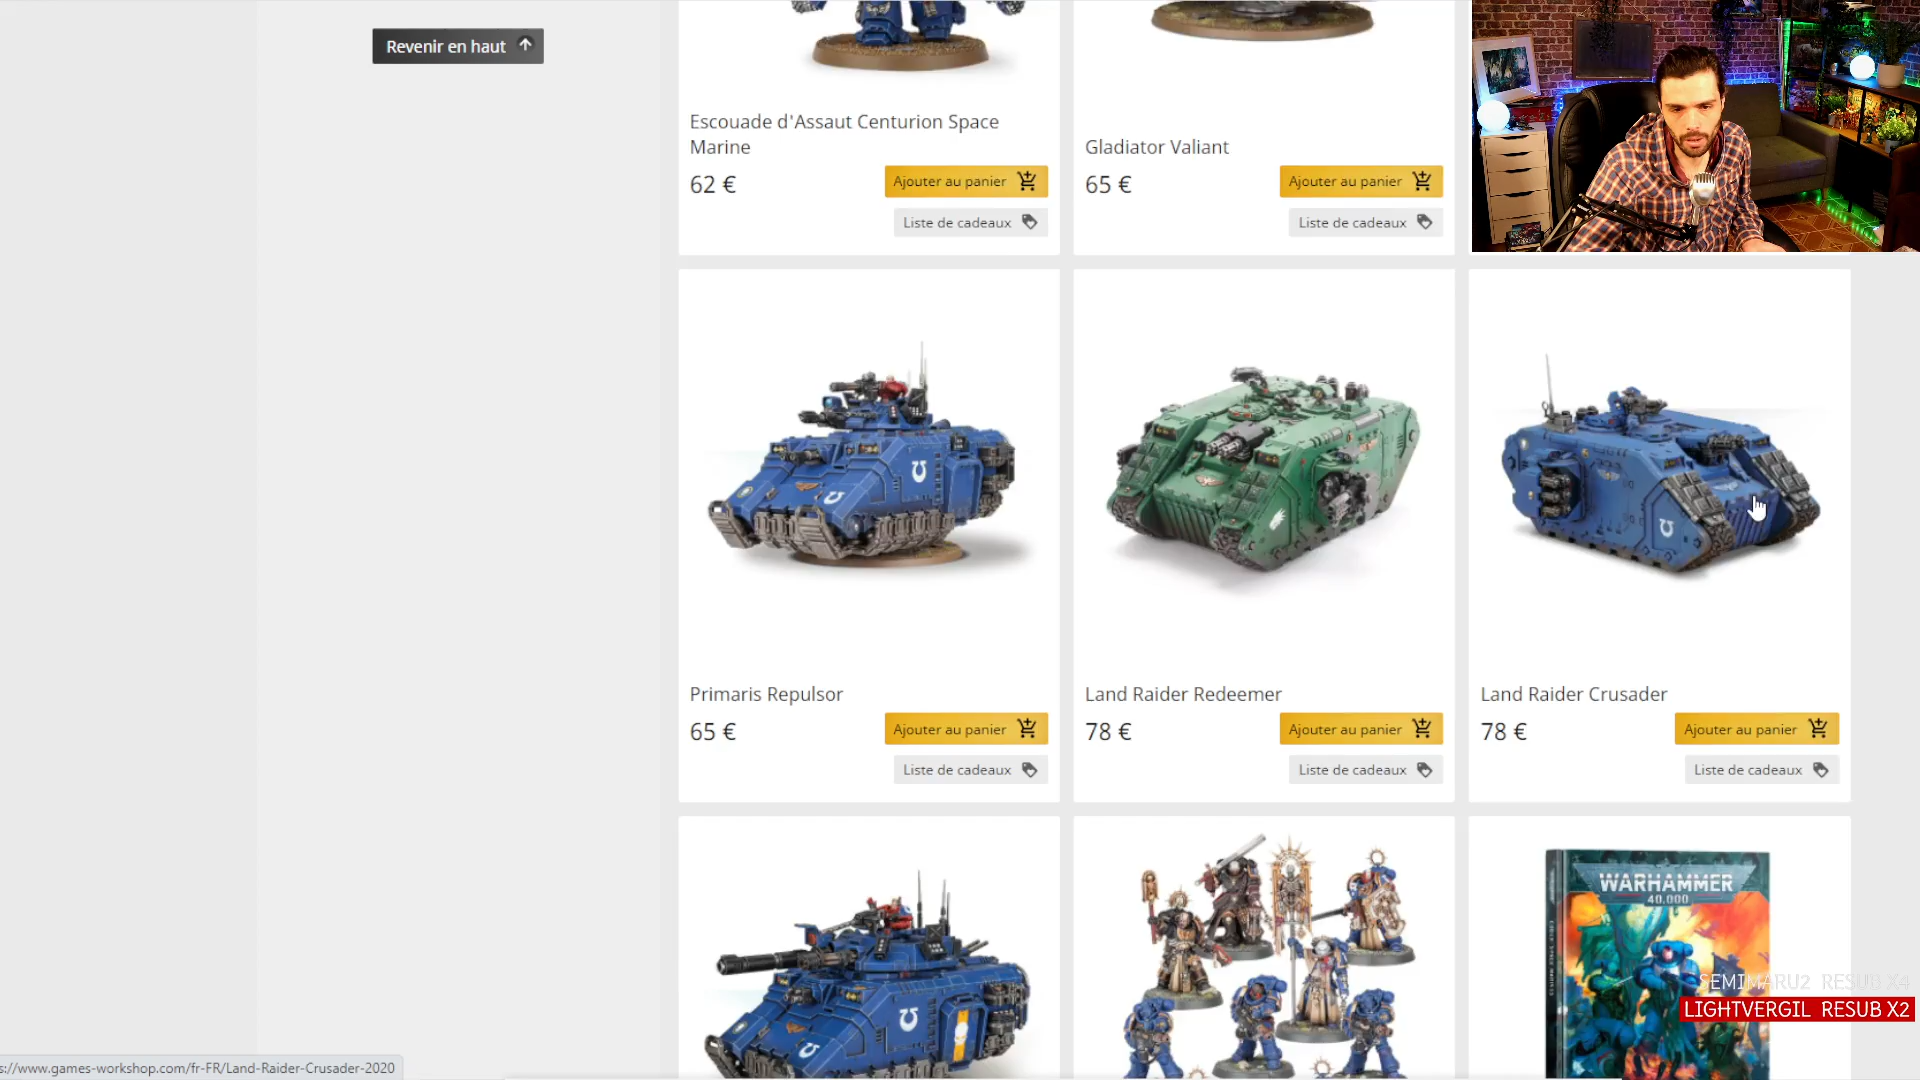 Revenir en haut
Escouade d'Assaut Centurion Space
Marine
62 €
Ajouter au panier
Liste de cadeaux
Gladiator Valiant
65 €
Ajouter au panier
Liste de cadeaux
Primaris Repulsor
65 €
Ajouter au panier
Liste de cadeaux
Land Raider Redeemer
78 €
Ajouter au panier
Liste de cadeaux
Land Raider Crusader
78 €
Ajouter au panier
Liste de cadeaux
WARHAMMER
40,000
SEMIMARU2 RESUB X4
LIGHTVERGIL RESUB X2
s://www.games-workshop.com/fr-FR/Land-Raider-Crusader-2020